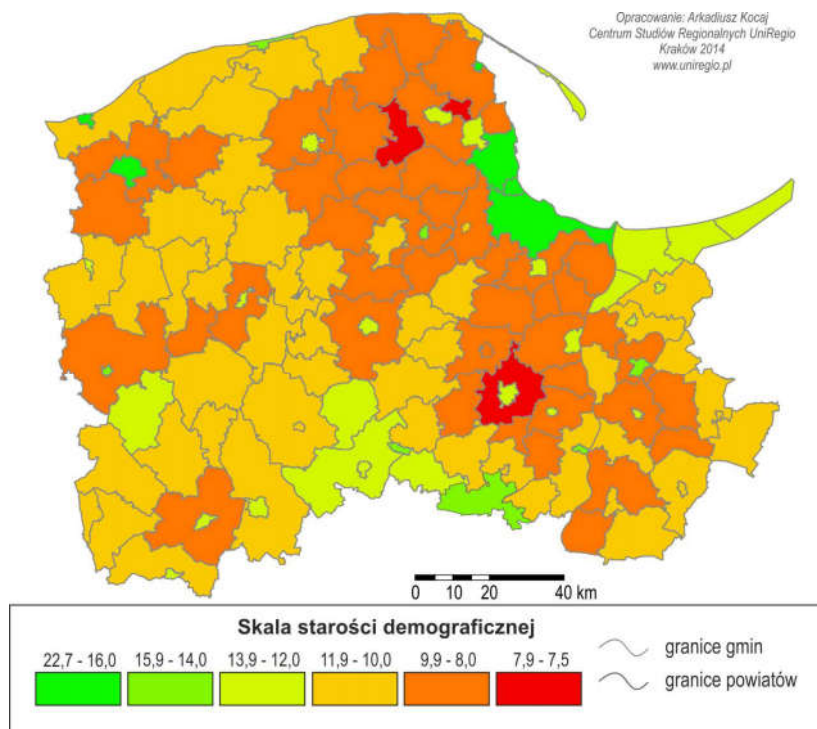 Opracowanie: Arkadiusz Kocaj
Centrum Studiów Regionalnych UniRegio
Kraków 2014
www.uniregio.pl
0 10 20 40 km
Skala starości demograficznej
22,7 - 16,0 15,9 - 14,0 13,9 - 12,0 11,9 - 10,0 9,9 - 8,0 7,9 - 7,5
granice gmin
granice powiatów